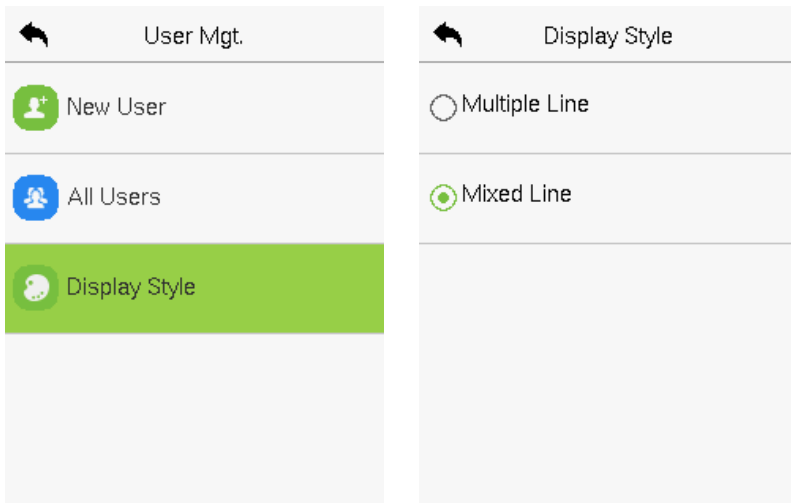 User Mgt.
New User
All Users
Display Style
Display Style
Multiple Line
Mixed Line